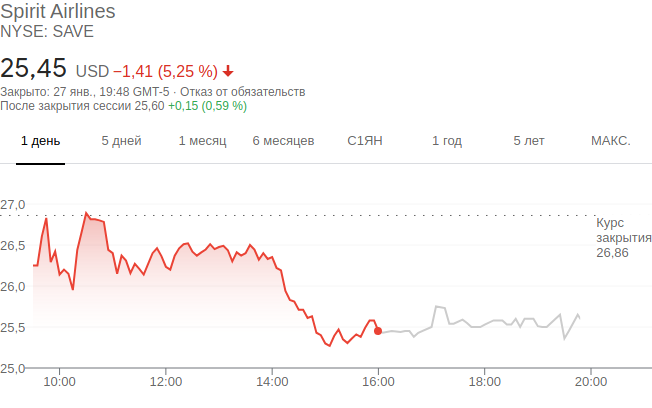 Spirit Airlines
NYSE: SAVE
25,45 USD −1,41 (5,25 %)
Закрыто: 27 янв., 19:48 GMT-5 · Отказ от обязательств
После закрытия сессии 25,60 +0,15 (0,59 %)
1 день 5 дней 1 месяц 6 месяцев С1ЯН 1 год 5 лет МАКС.
27,0
Курс
закрытия
26,86
26,5
26,0
25,5
25,0
10:00 12:00 14:00 16:00 18:00 20:00